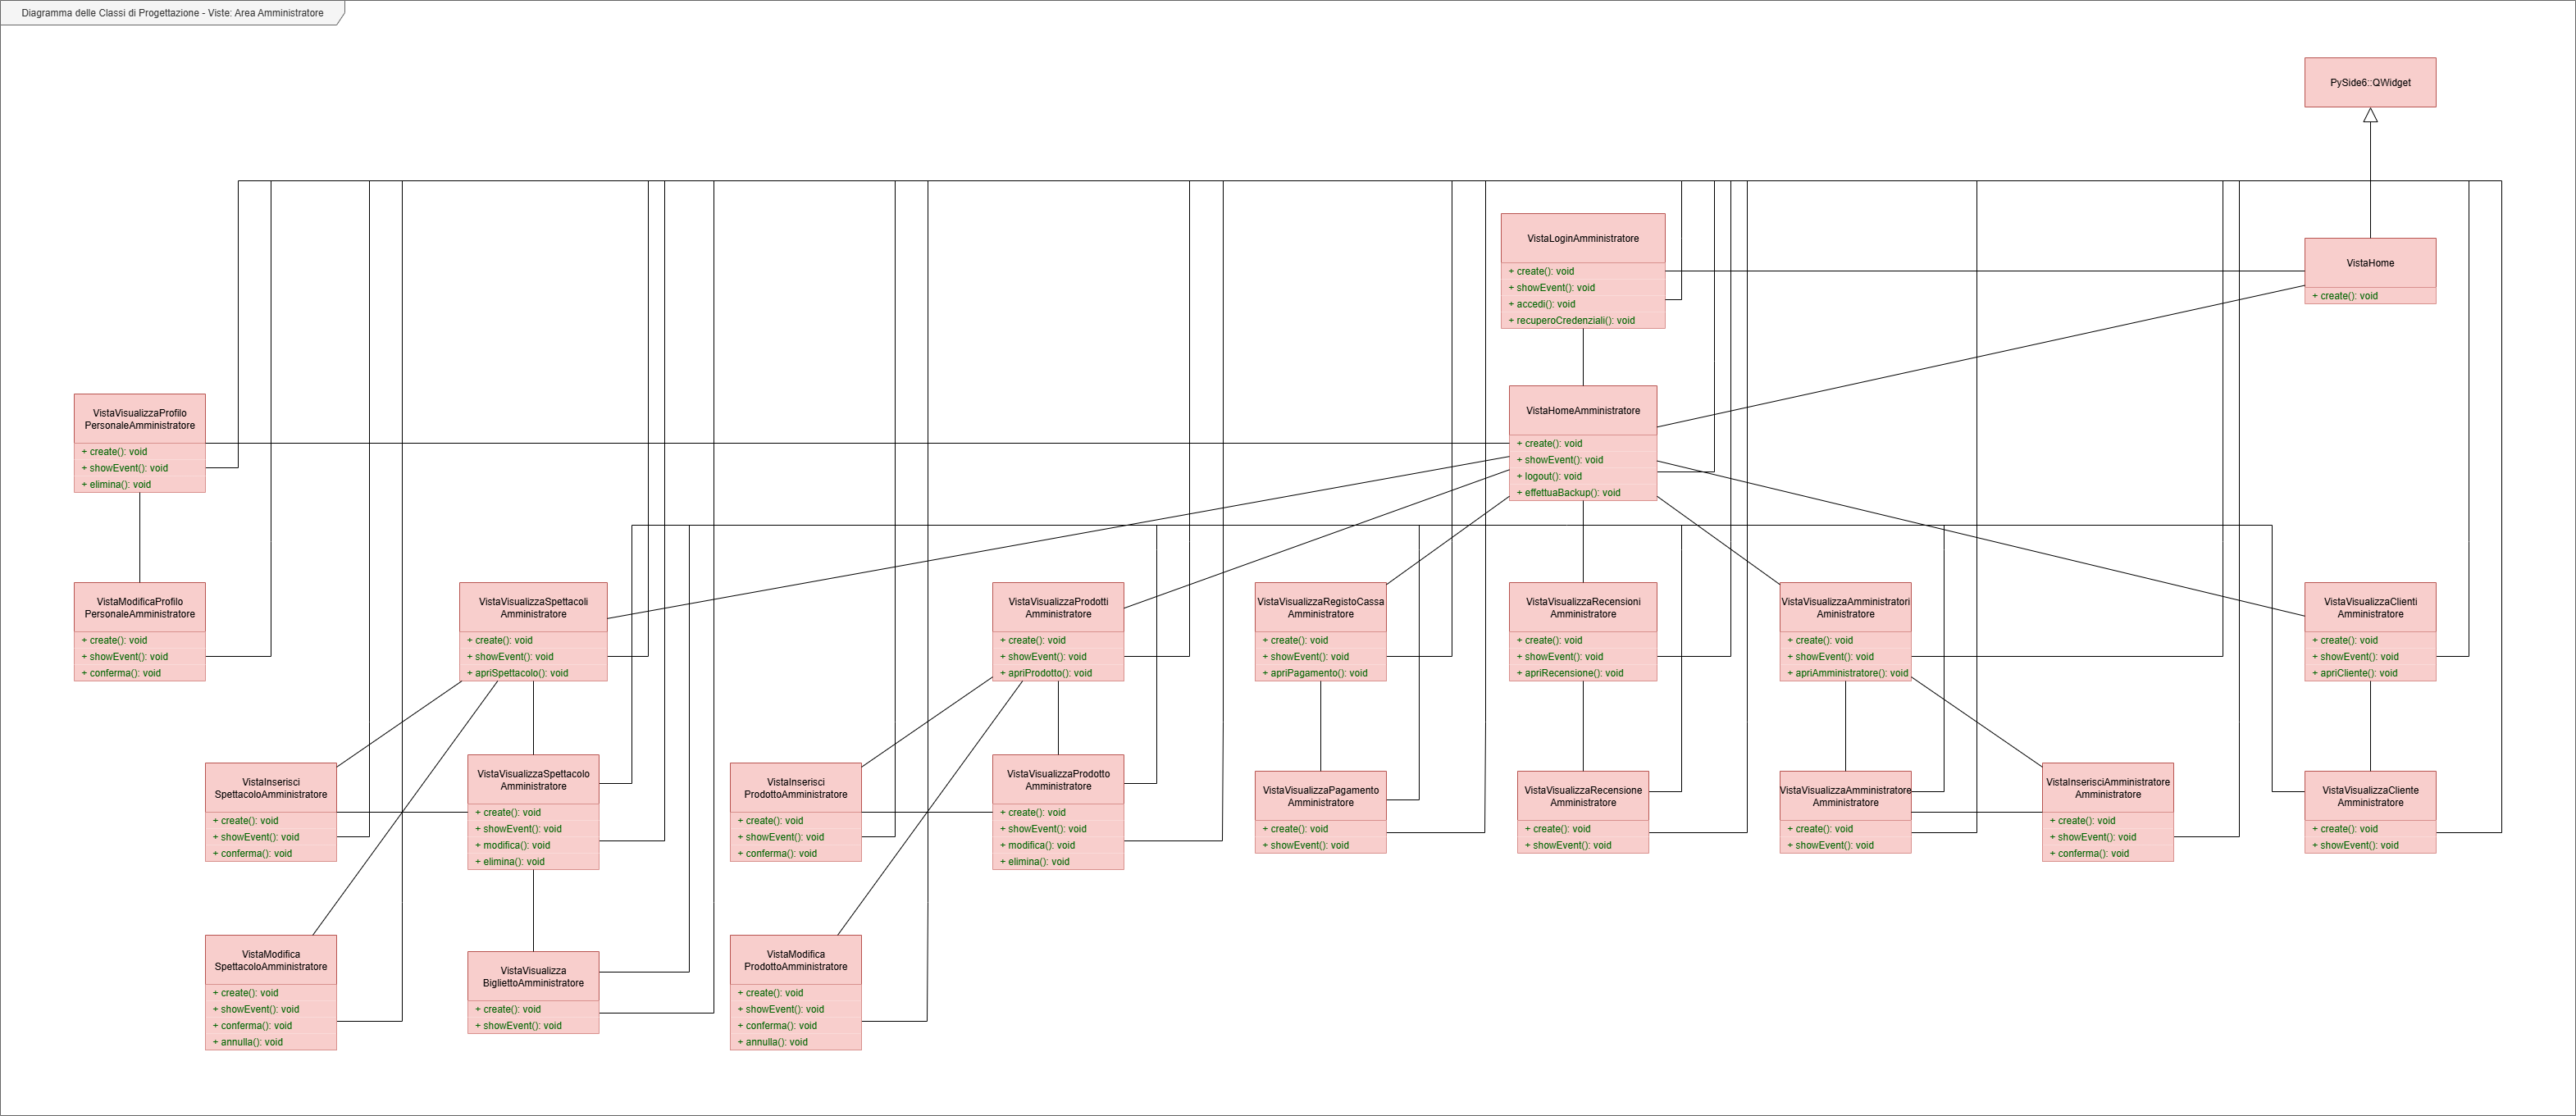 Diagramma delle Classi di Progettazione - Viste: Area Amministratore
PySide6::QWidget
VistaLoginAmministratore
+ create(): void
+ showEvent(): void
+ accedi(): void
+ recuperoCredenziali(): void
VistaHome
+ create(): void
VistaVisualizzaProfilo
PersonaleAmministratore
+ create(): void
+ showEvent(): void
+ elimina(): void
VistaHomeAmministratore
+ create(): void
+ showEvent(): void
+ logout(): void
+ effettuaBackup(): void
VistaModificaProfilo
PersonaleAmministratore
+ create(): void
+ showEvent(): void
+ conferma(): void
VistaVisualizzaSpettacoli
Amministratore
+ create(): void
+ showEvent(): void
+ apriSpettacolo(): void
VistaVisualizzaProdotti
Amministratore
+ create(): void
+ showEvent(): void
+ apriProdotto(): void
VistaVisualizzaRegistoCassa
Amministratore
+ create(): void
+ showEvent(): void
+ apriPagamento(): void
VistaVisualizzaRecensioni
Amministratore
+ create(): void
+ showEvent(): void
+ apriRecensione(): void
VistaVisualizzaAmministratori
Aministratore
+ create(): void
+ showEvent(): void
+ apriAmministratore(): void
VistaVisualizzaClienti
Amministratore
+ create(): void
+ showEvent(): void
+ apriCliente(): void
VistaInserisci
SpettacoloAmministratore
+ create(): void
+ showEvent(): void
+ conferma(): void
VistaVisualizzaSpettacolo
Amministratore
+ create(): void
+ showEvent(): void
+ modifica(): void
+ elimina(): void
VistaInserisci
ProdottoAmministratore
+ create(): void
+ showEvent(): void
+ conferma(): void
VistaVisualizzaProdotto
Amministratore
+ create(): void
+ showEvent(): void
+ modifica(): void
+ elimina(): void
VistaVisualizzaPagamento
Amministratore
+ create(): void
+ showEvent(): void
VistaVisualizzaRecensione
Amministratore
+ create(): void
+ showEvent(): void
VistaVisualizzaAmministratore
Amministratore
+ create(): void
+ showEvent(): void
VistaInserisciAmministratore
Amministratore
+ create(): void
+ showEvent(): void
+ conferma(): void
VistaVisualizzaCliente
Amministratore
+ create(): void
+ showEvent(): void
VistaModifica
SpettacoloAmministratore
+ create(): void
+ showEvent(): void
+ conferma(): void
+ annulla(): void
VistaVisualizza
BigliettoAmministratore
+ create(): void
+ showEvent(): void
VistaModifica
ProdottoAmministratore
+ create(): void
+ showEvent(): void
+ conferma(): void
+ annulla(): void